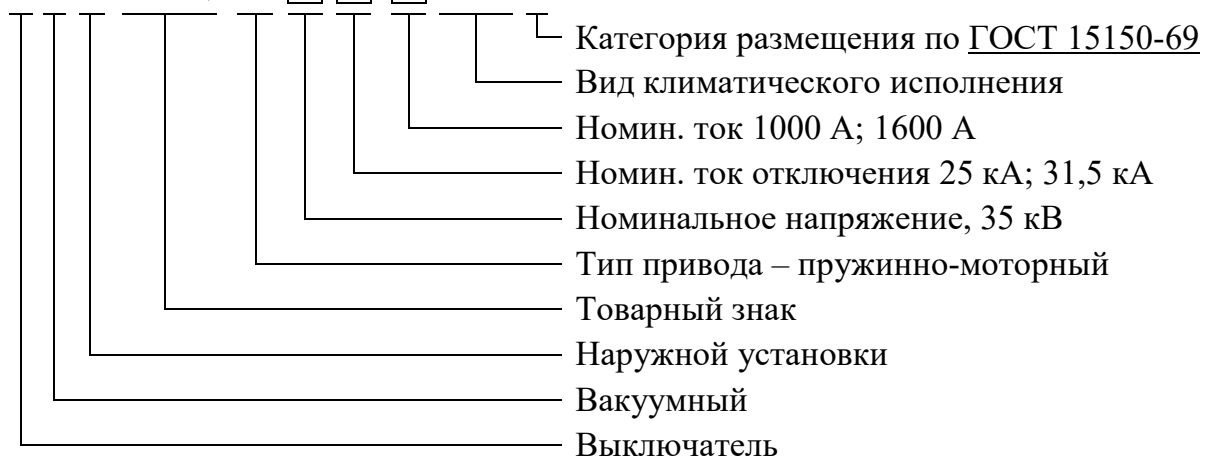 Категория размещения по ГОСТ 15150-69
Вид климатического исполнения
Номин. ток 1000 А; 1600 А
Номин. ток отключения 25 кА; 31,5 кА
Номинальное напряжение, 35 кВ
Тип привода – пружинно-моторный
Товарный знак
Наружной установки
Вакуумный
Выключатель